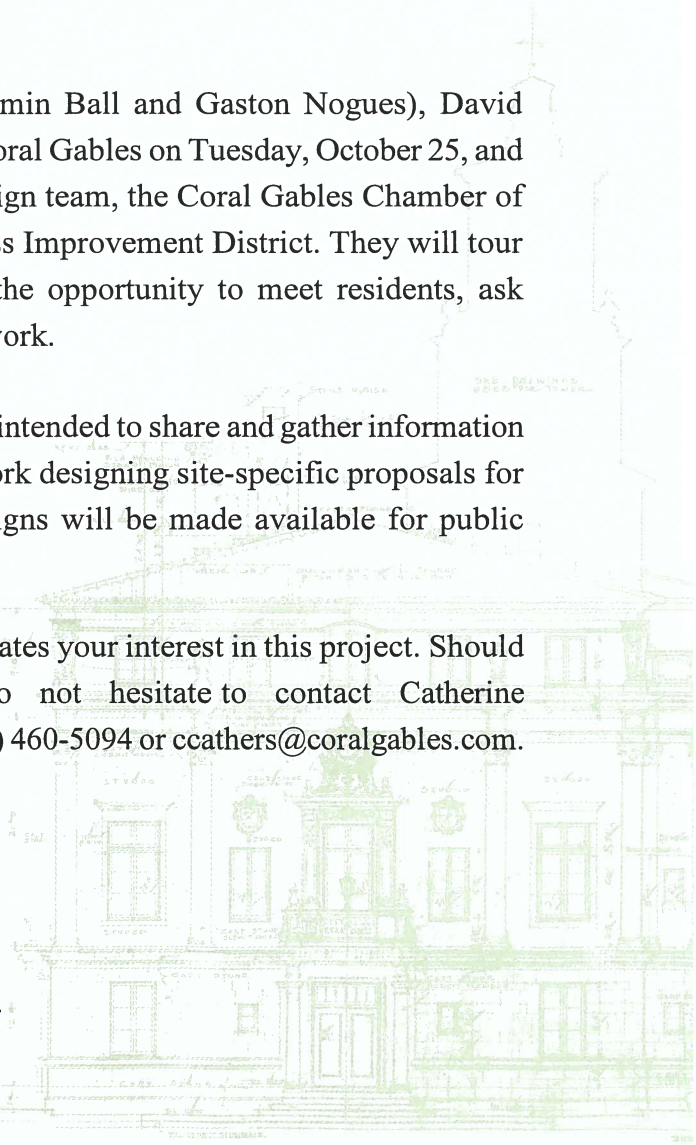 min Ball and Gaston Nogues), David
oral Gables on Tuesday, October 25, and
ign team, the Coral Gables Chamber of
ss Improvement District. They will tour
the opportunity to meet residents, ask
vork.
intended to share and gather information
ork designing site-specific proposals for
igns will be made available for public
ates your interest in this project. Should
o not hesitate to contact Catherine
) 460-5094 or ccathers@coralgables.com.